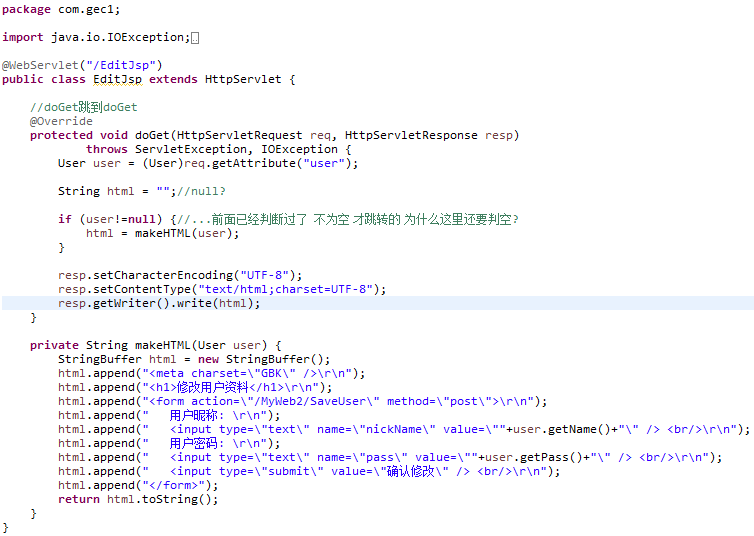 package com.gec1;
import java.io.IOException;
@WebServlet("/EditJsp")
public class EditJsp extends HttpServlet {
//doGet跳到doGet
@Override
protected void doGet(HttpServletRequest req, HttpServletResponse resp)
throws ServletException, IOException {
User user = (User)req.getAttribute("user");
String html = "";//null?
if (user!=null) {//...前面已经判断过了 不为空 才跳转的 为什么这里还要判空?
html = makeHTML(user);
}
resp.setCharacterEncoding("UTF-8");
resp.setContentType("text/html;charset=UTF-8");
resp.getWriter().write(html);
}
private String makeHTML(User user) {
StringBuffer html = new StringBuffer();
html.append("<meta charset=\"GBK\" />\r\n");
html.append("<h1>修改用户资料</h1>\r\n");
html.append("<form action=\"/MyWeb2/SaveUser\" method=\"post\">\r\n");
html.append("   用户昵称: \r\n");
html.append("   <input type=\"text\" name=\"nickName\" value=\""+user.getName()+"\" /> <br/>\r\n");
html.append("   用户密码: \r\n");
html.append("   <input type=\"text\" name=\"pass\" value=\""+user.getPass()+"\" /> <br/>\r\n");
html.append("   <input type=\"submit\" value=\"确认修改\" /> <br/>\r\n");
html.append("</form>");
return html.toString();
}
}